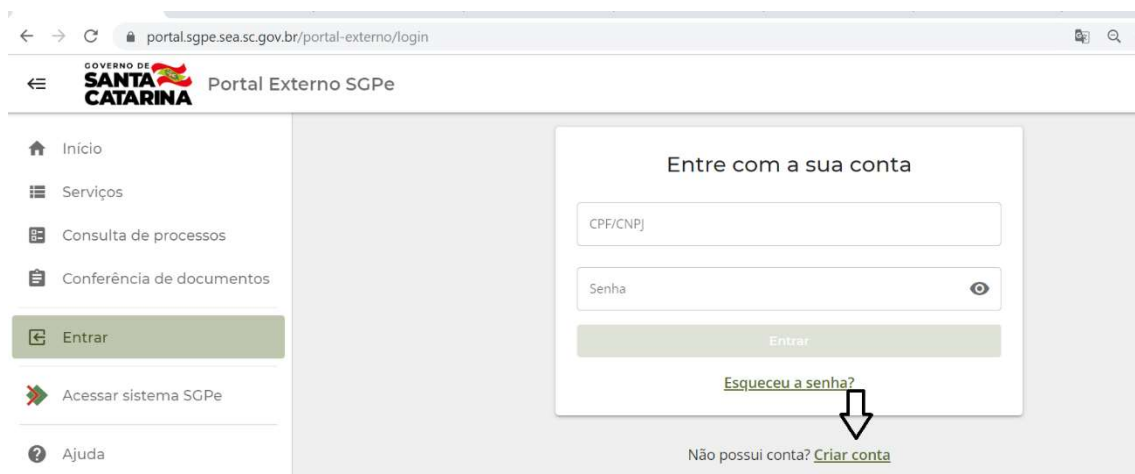 portal.sgpe.sea.sc.gov.br/portal-externo/login
GOVERNO DE
SANTA
CATARINA
Portal Externo SGPe
Início
Serviços
Consulta de processos
Conferência de documentos
Entrar
Acessar sistema SGPe
Ajuda
Entre com a sua conta
CPF/CNPJ
Senha
Entrar
Esqueceu a senha?
Não possui conta? Criar conta